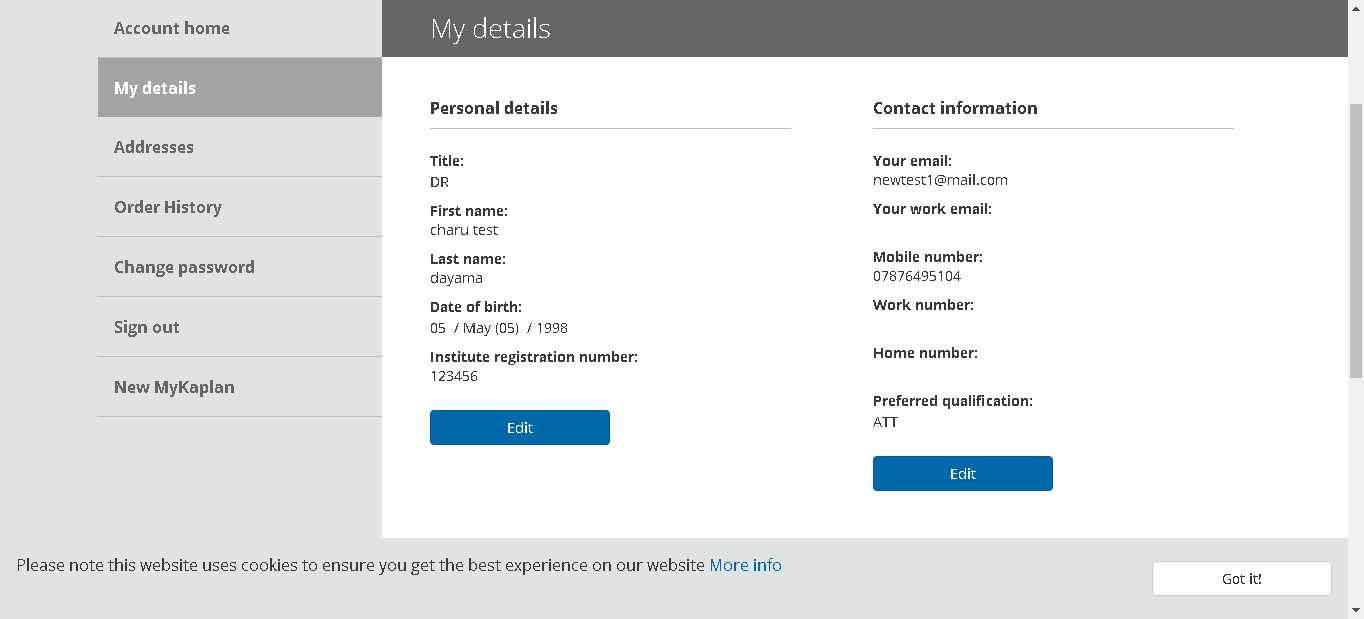 Account home
My details
Addresses
Order History
Change password
Sign out
New MyKaplan
My details
Personal details
Title:
DR
First name:
charu test
Last name:
dayama
Date of birth:
05 / May (05) / 1998
Institute registration number:
123456
Edit
Contact information
Your email:
newtest1@mail.com
Your work email:
Mobile number:
07876495104
Work number:
Home number:
Preferred qualification:
ATT
Edit
Please note this website uses cookies to ensure you get the best experience on our website More info
Got it!